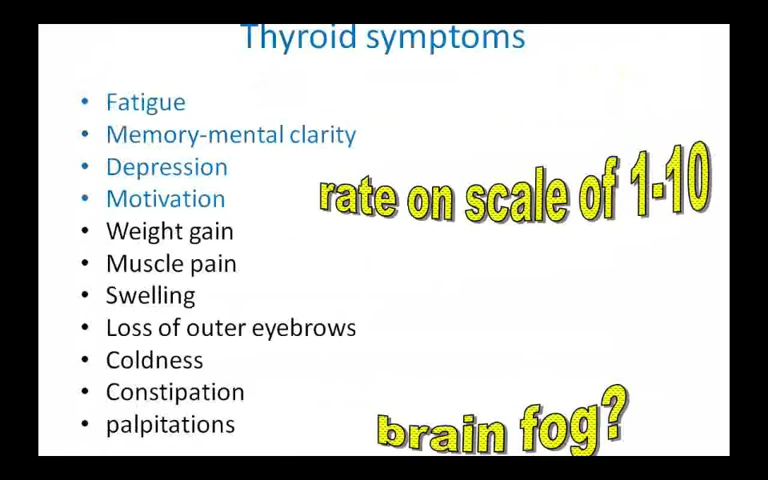 Thyroid symptoms
• Fatigue
• Memory-mental clarity
• Depression
• Motivation
• Weight gain
• Muscle pain
• Swelling
• Loss of outer eyebrows
• Coldness
• Constipation
• palpitations
rate on scale of 1-10
brain fog?